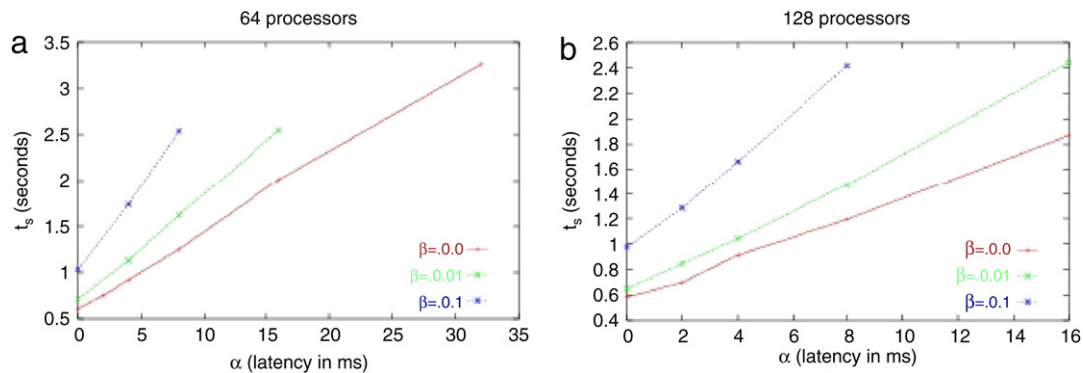 64 processors
a
3.5
3
2.5
2
1.5
1
0.5
0 5 10 15 20 25 30 35
t_s (seconds)
α (latency in ms)
β=.0.0
β=.0.01
β=.0.1
128 processors
b
2.6
2.4
2.2
2
1.8
1.6
1.4
1.2
1
0.8
0.6
0.4
0 2 4 6 8 10 12 14 16
t_s (seconds)
α (latency in ms)
β=.0.0
β=.0.01
β=.0.1